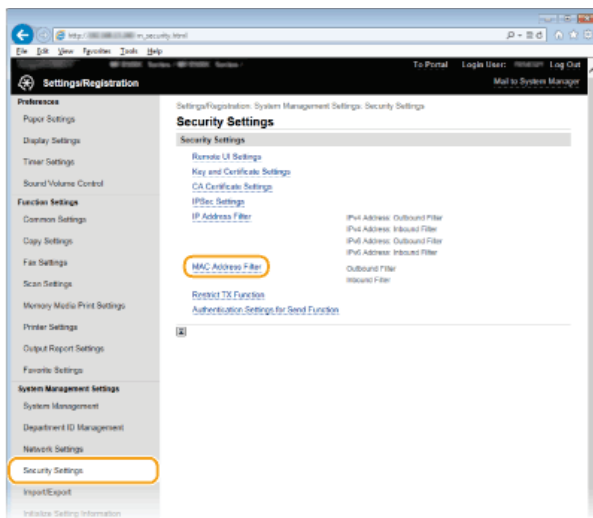 http://
m_security.html
File Edit View Favorites Tools Help
To Portal Login User: Log Out
Settings/Registration
Mail to System Manager
Preferences
Paper Settings
Display Settings
Timer Settings
Sound Volume Control
Function Settings
Common Settings
Copy Settings
Fax Settings
Scan Settings
Memory Media Print Settings
Printer Settings
Output Report Settings
Favorite Settings
System Management Settings
System Management
Department ID Management
Network Settings
Security Settings
Import/Export
Initialize Setting Information
Settings/Registration: System Management Settings: Security Settings
Security Settings
Security Settings
Remote UI Settings
Key and Certificate Settings
CA Certificate Settings
IPSec Settings
IP Address Filter
IPv4 Address: Outbound Filter
IPv4 Address: Inbound Filter
IPv6 Address: Outbound Filter
IPv6 Address: Inbound Filter
MAC Address Filter
Outbound Filter
Inbound Filter
Restrict TX Function
Authentication Settings for Send Function